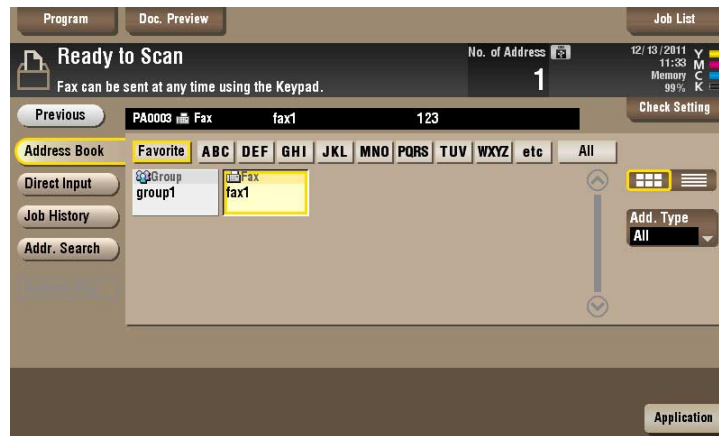 Program
Doc. Preview
Job List
Ready to Scan
Fax can be sent at any time using the Keypad.
No. of Address
1
12/13/2011
11:33
Memory
99%
Y
M
C
K
Previous
PA0003 Fax fax1 123
Check Setting
Address Book
Favorite ABC DEF GHI JKL MNO PQRS TUV WXYZ etc All
Direct Input
Group
group1
Fax
fax1
Job History
Add. Type
All
Addr. Search
Application